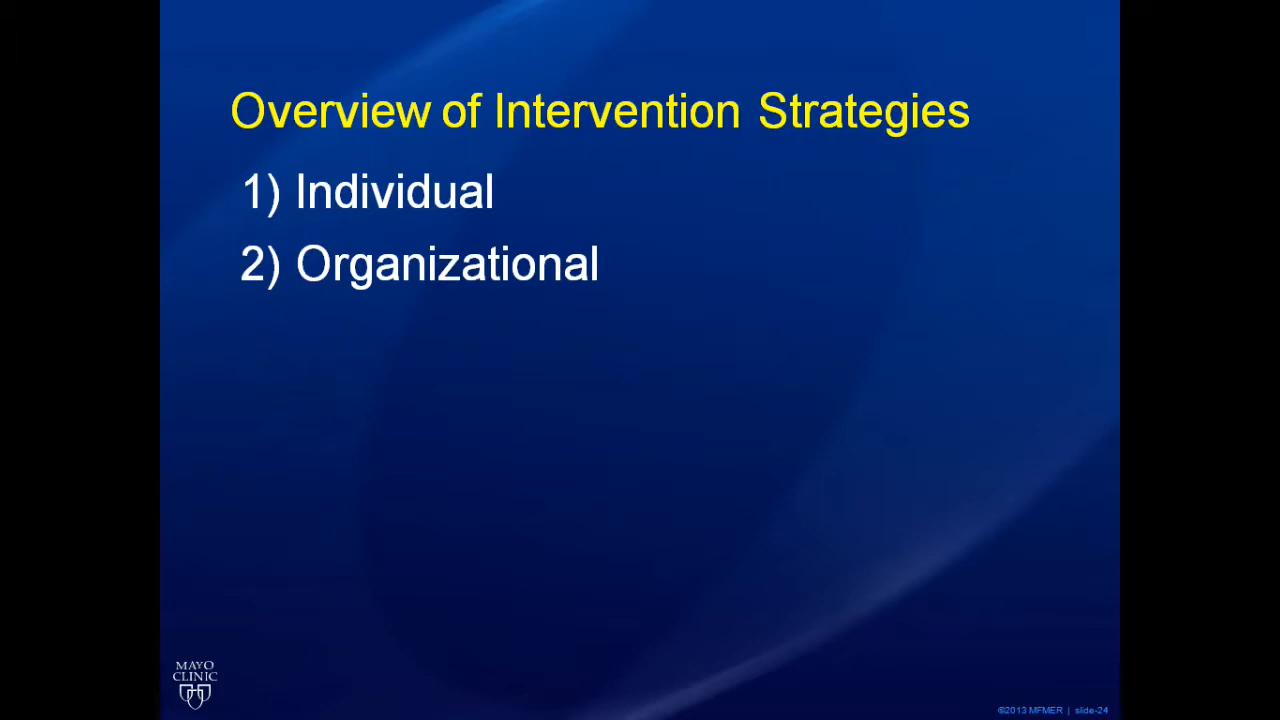 Overview of Intervention Strategies
1) Individual
2) Organizational
MAYO
CLINIC
©2013 MFMER | slide-24